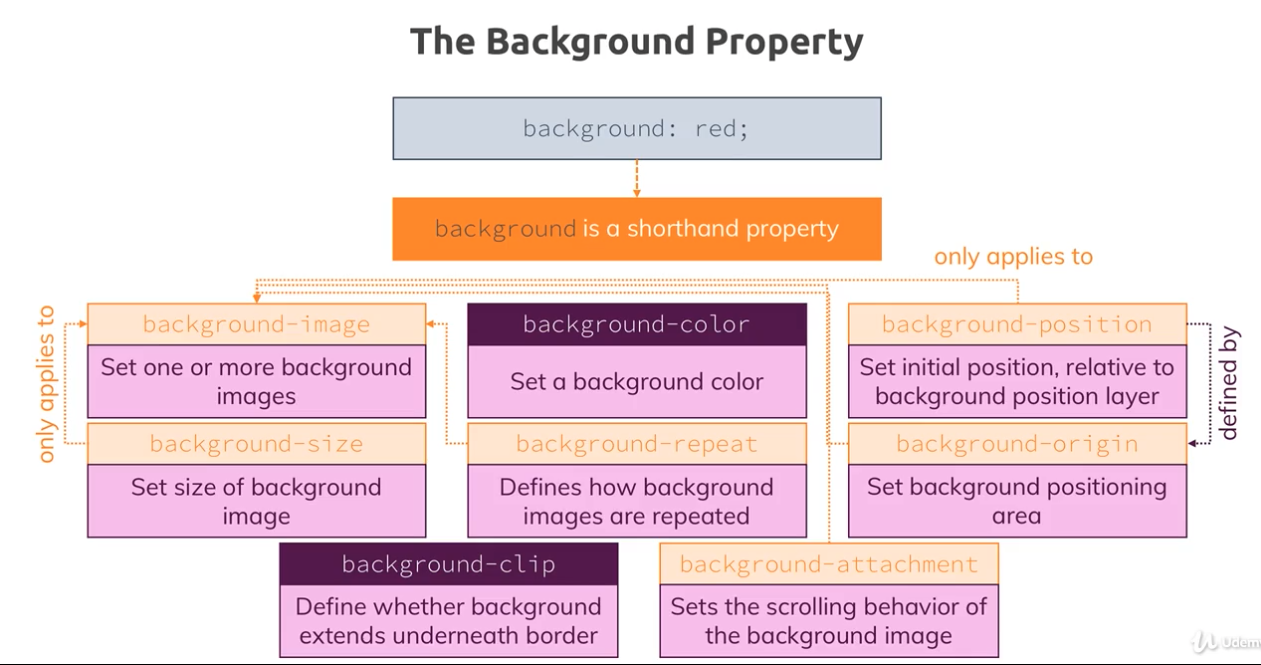 The Background Property
background: red;
background is a shorthand property
only applies to
only applies to
background-image
Set one or more background
images
background-color
Set a background color
background-position
Set initial position, relative to
background position layer
defined by
background-size
Set size of background
image
background-repeat
Defines how background
images are repeated
background-origin
Set background positioning
area
background-clip
Define whether background
extends underneath border
background-attachment
Sets the scrolling behavior of
the background image
Udemy